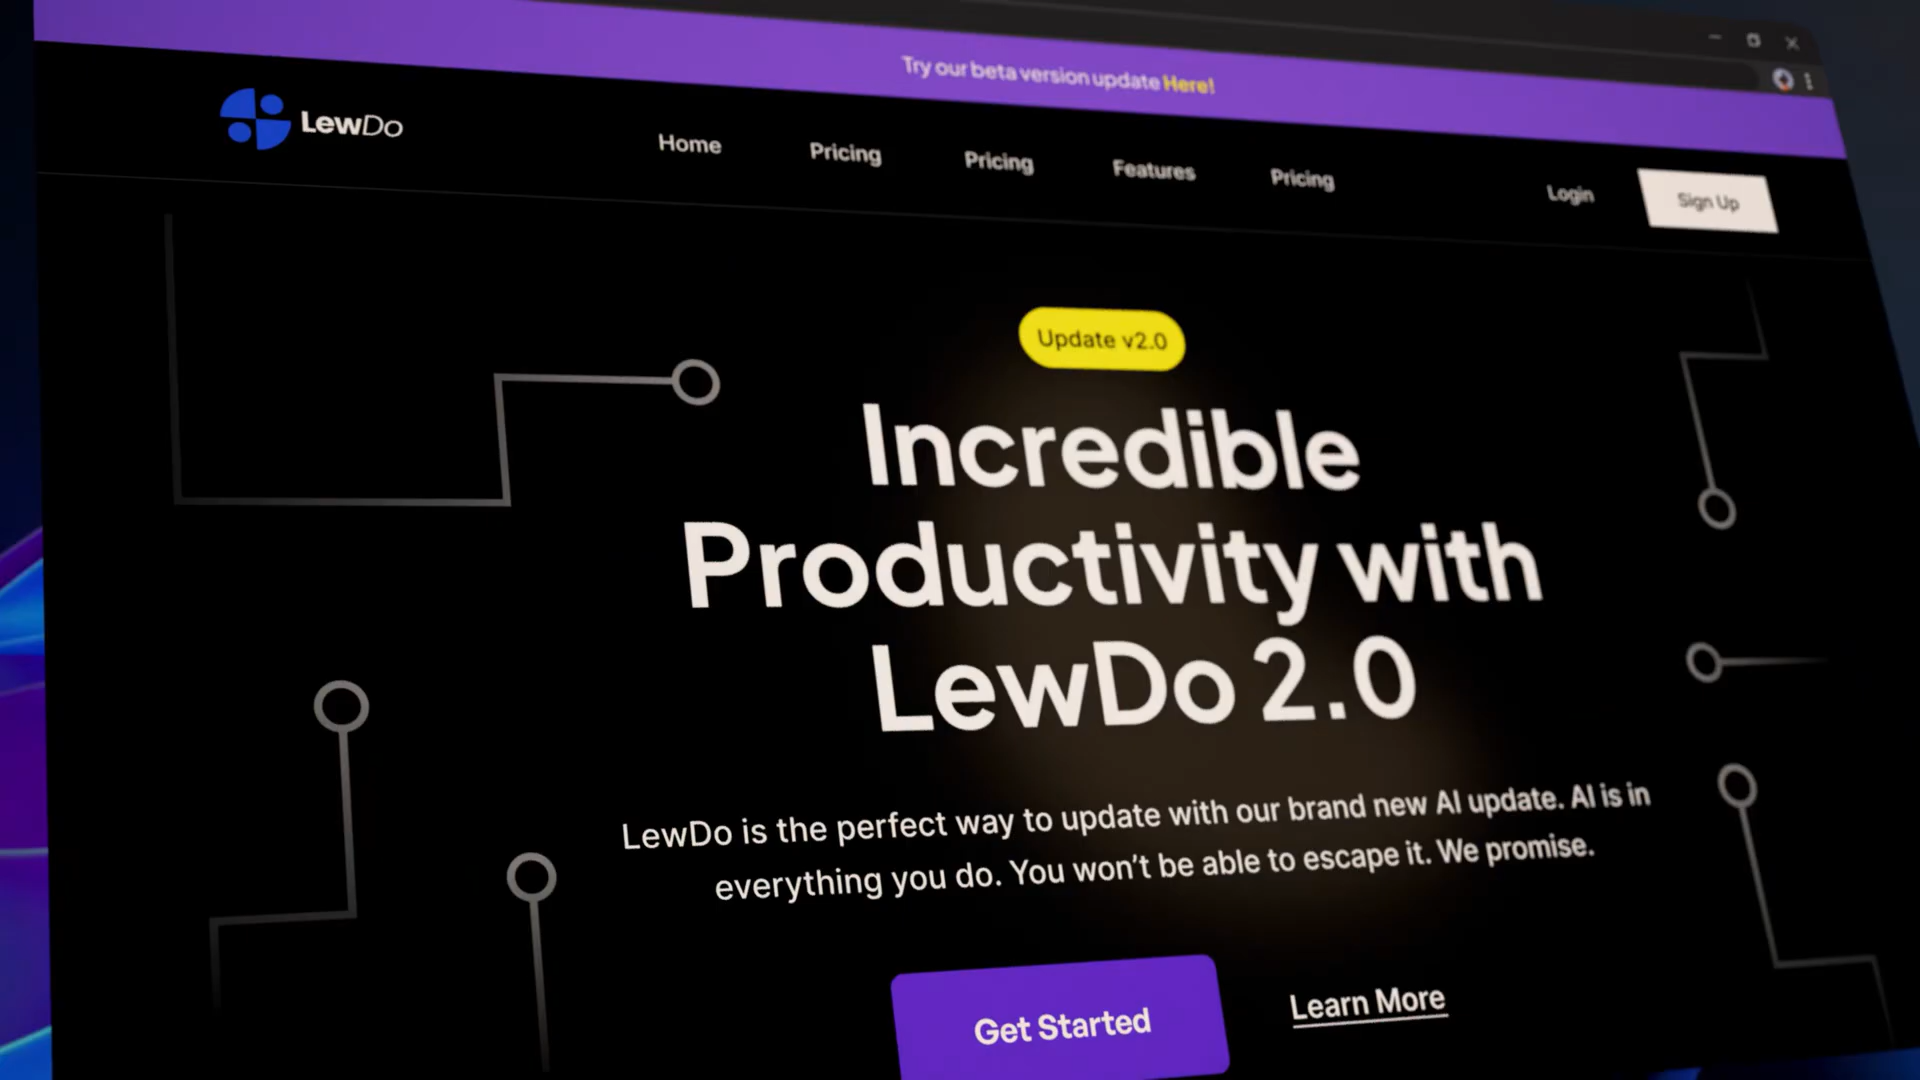 Try our beta version update Here!
LewDo
Home
Pricing
Pricing
Features
Pricing
Login
Sign Up
Update v2.0
Incredible
Productivity with
LewDo 2.0
LewDo is the perfect way to update with our brand new AI update. AI is in
everything you do. You won't be able to escape it. We promise.
Get Started
Learn More